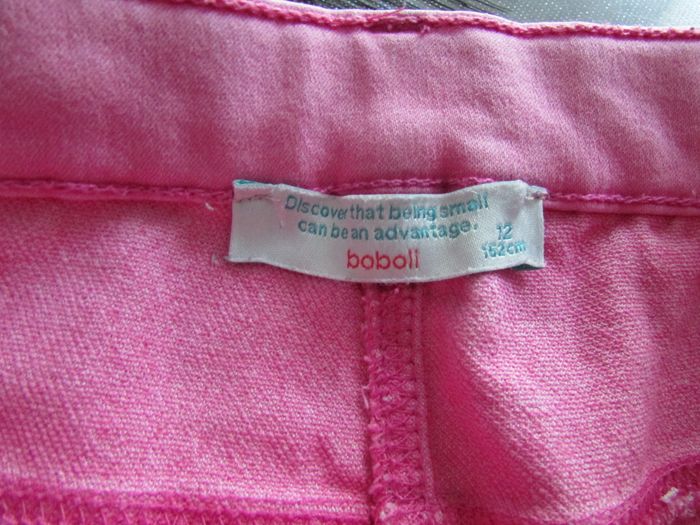 Discover that being small
can be an advantage.
12
152cm
boboli